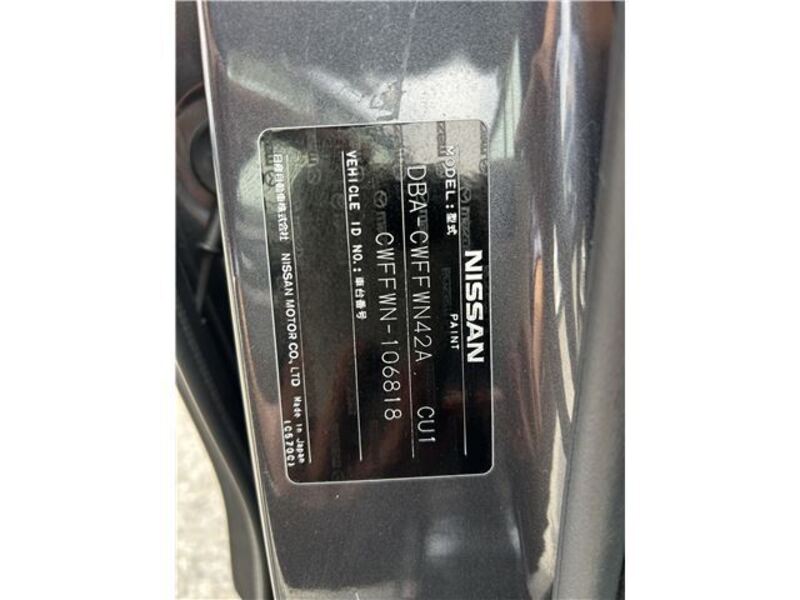 NISSAN
MODEL:型式 PAINT
DBA-CWFFWN42A, CU1
VEHICLE ID NO.:車台番号
CWFFWN-106818
日産自動車株式会社 NISSAN MOTOR CO., LTD Made in Japan
(C570C)